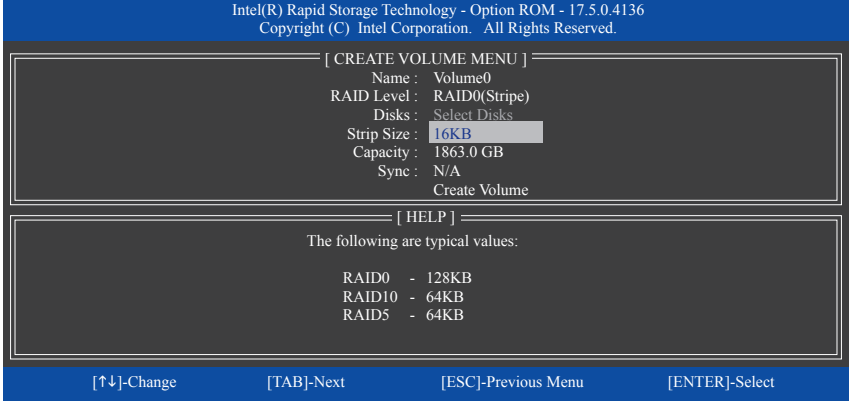 Intel(R) Rapid Storage Technology - Option ROM - 17.5.0.4136
Copyright (C) Intel Corporation. All Rights Reserved.
[ CREATE VOLUME MENU ]
Name : Volume0
RAID Level : RAID0(Stripe)
Disks : Select Disks
Strip Size : 16KB
Capacity : 1863.0 GB
Sync : N/A
Create Volume
[ HELP ]
The following are typical values:
RAID0 - 128KB
RAID10 - 64KB
RAID5 - 64KB
[↑↓]-Change [TAB]-Next [ESC]-Previous Menu [ENTER]-Select